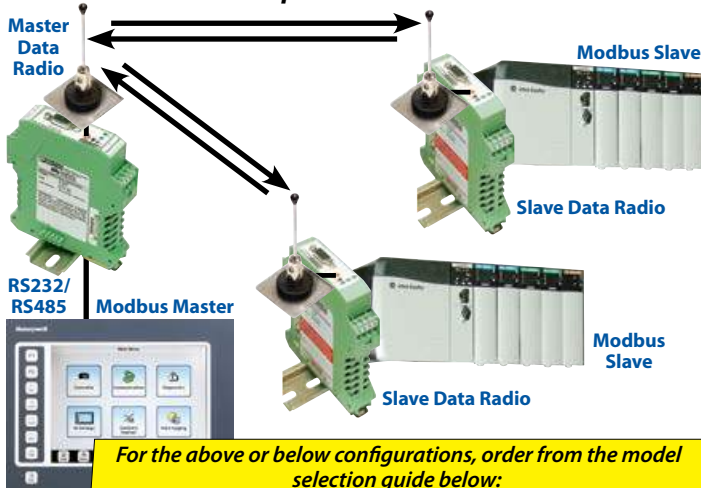 Master
Data
Radio
Modbus Slave
Slave Data Radio
RS232/
RS485
Modbus Master
Modbus
Slave
Slave Data Radio
Honeywell
For the above or below configurations, order from the model
selection guide below: